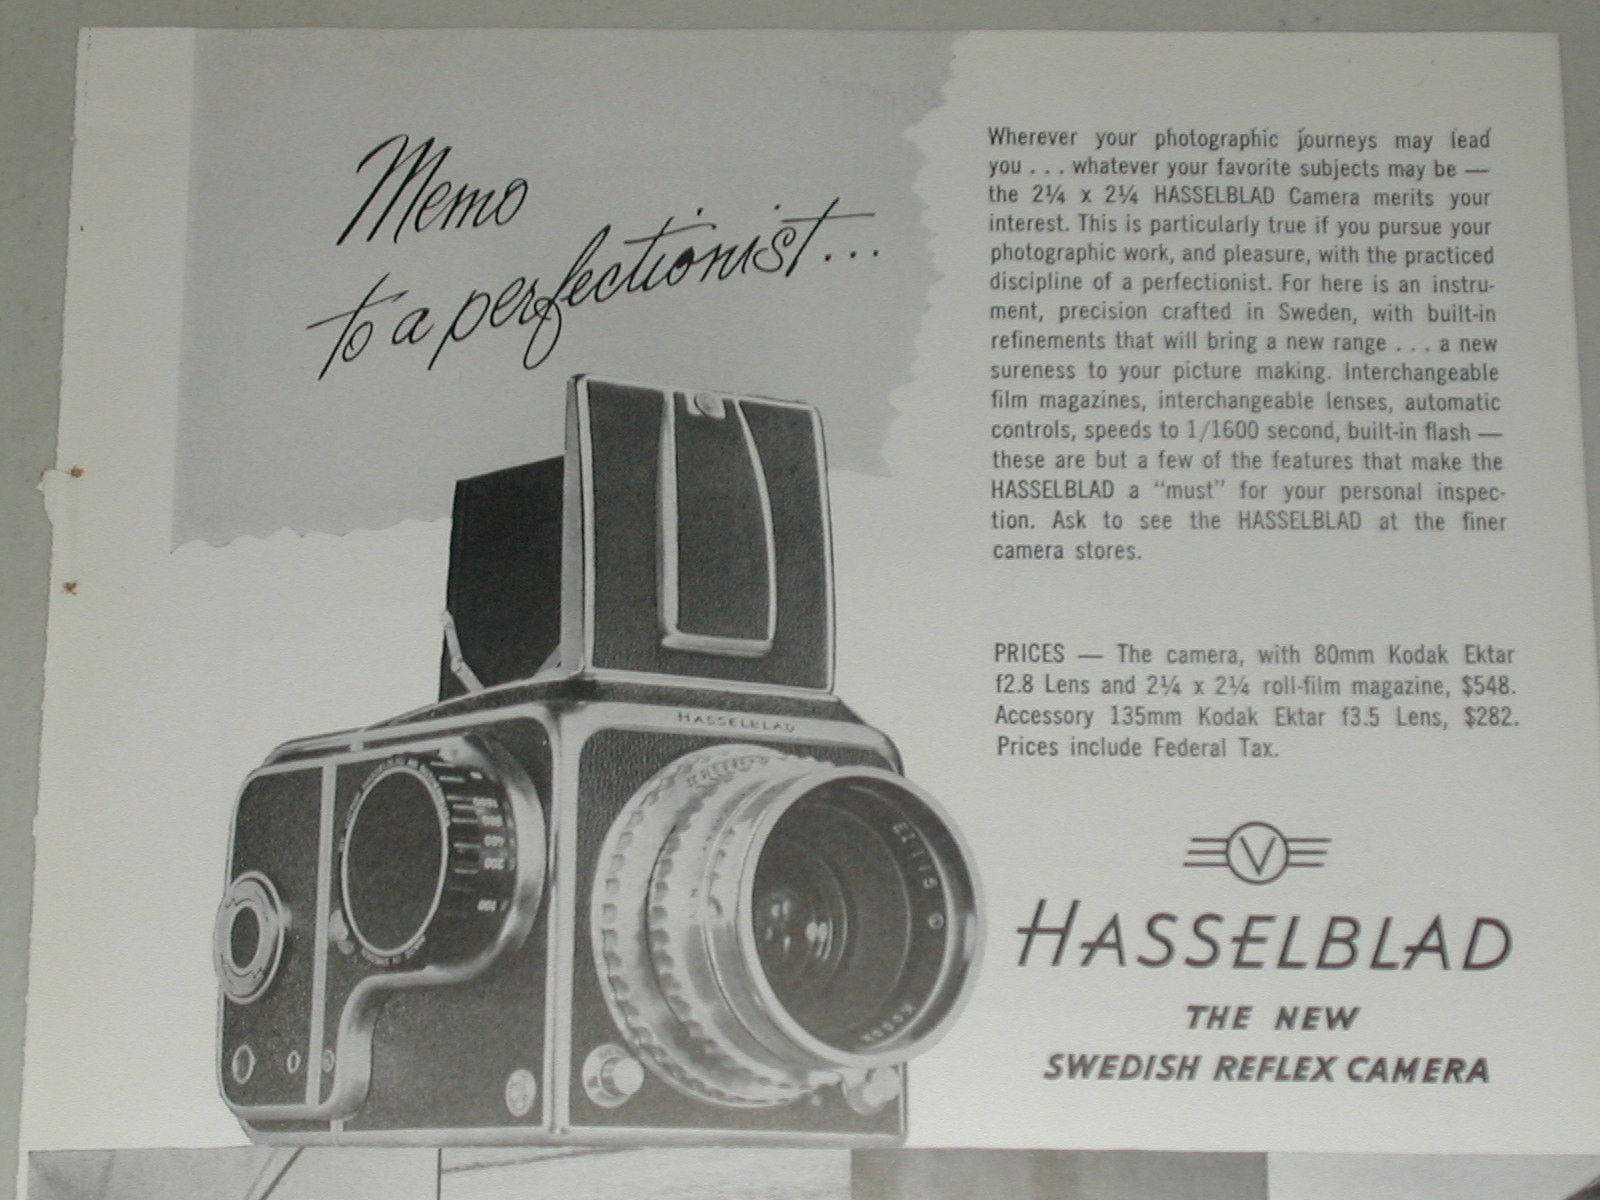 Memo
to a perfectionist...
Wherever your photographic journeys may lead
you . . . whatever your favorite subjects may be —
the 2¼ x 2¼ HASSELBLAD Camera merits your
interest. This is particularly true if you pursue your
photographic work, and pleasure, with the practiced
discipline of a perfectionist. For here is an instru-
ment, precision crafted in Sweden, with built-in
refinements that will bring a new range . . . a new
sureness to your picture making. Interchangeable
film magazines, interchangeable lenses, automatic
controls, speeds to 1/1600 second, built-in flash —
these are but a few of the features that make the
HASSELBLAD a “must” for your personal inspec-
tion. Ask to see the HASSELBLAD at the finer
camera stores.
PRICES — The camera, with 80mm Kodak Ektar
f2.8 Lens and 2¼ x 2¼ roll-film magazine, $548.
Accessory 135mm Kodak Ektar f3.5 Lens, $282.
Prices include Federal Tax.
V
HASSELBLAD
THE NEW
SWEDISH REFLEX CAMERA
HASSELBLAD
1600
800
400
200
100
KODAK